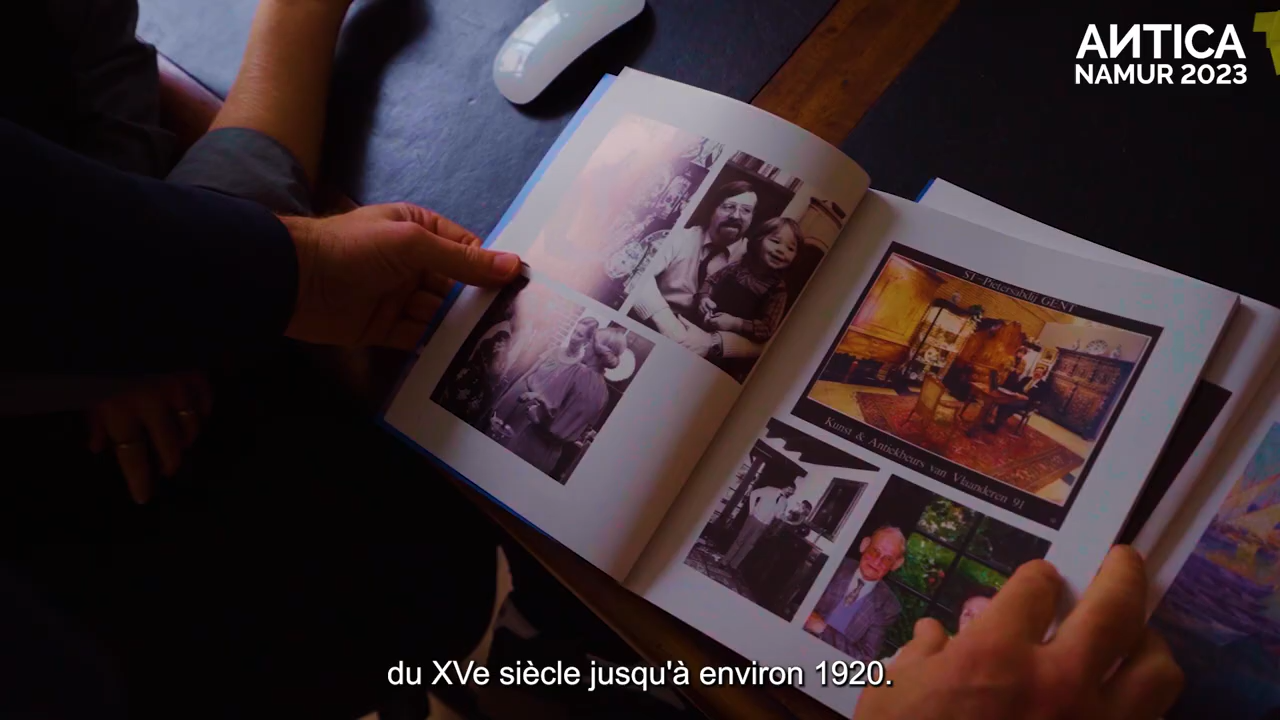 AИTICA
NAMUR 2023
ST-Pietersabdij GENT
Kunst & Antiekbeurs van Vlaanderen 91
du XVe siècle jusqu'à environ 1920.